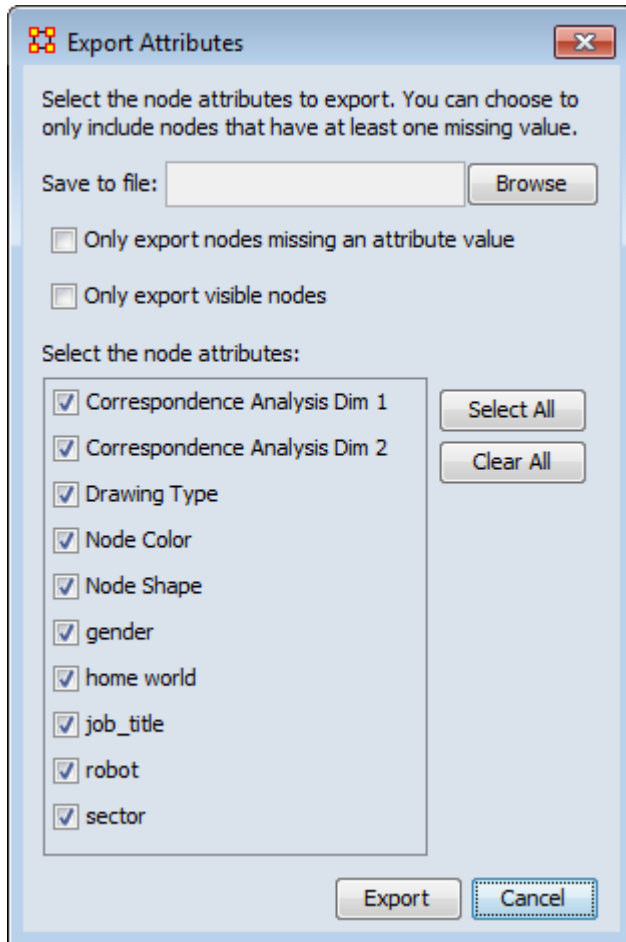 Export Attributes
Select the node attributes to export. You can choose to
only include nodes that have at least one missing value.
Save to file: Browse
Only export nodes missing an attribute value
Only export visible nodes
Select the node attributes:
Correspondence Analysis Dim 1
Select All
Correspondence Analysis Dim 2
Clear All
Drawing Type
Node Color
Node Shape
gender
home world
job_title
robot
sector
Export Cancel